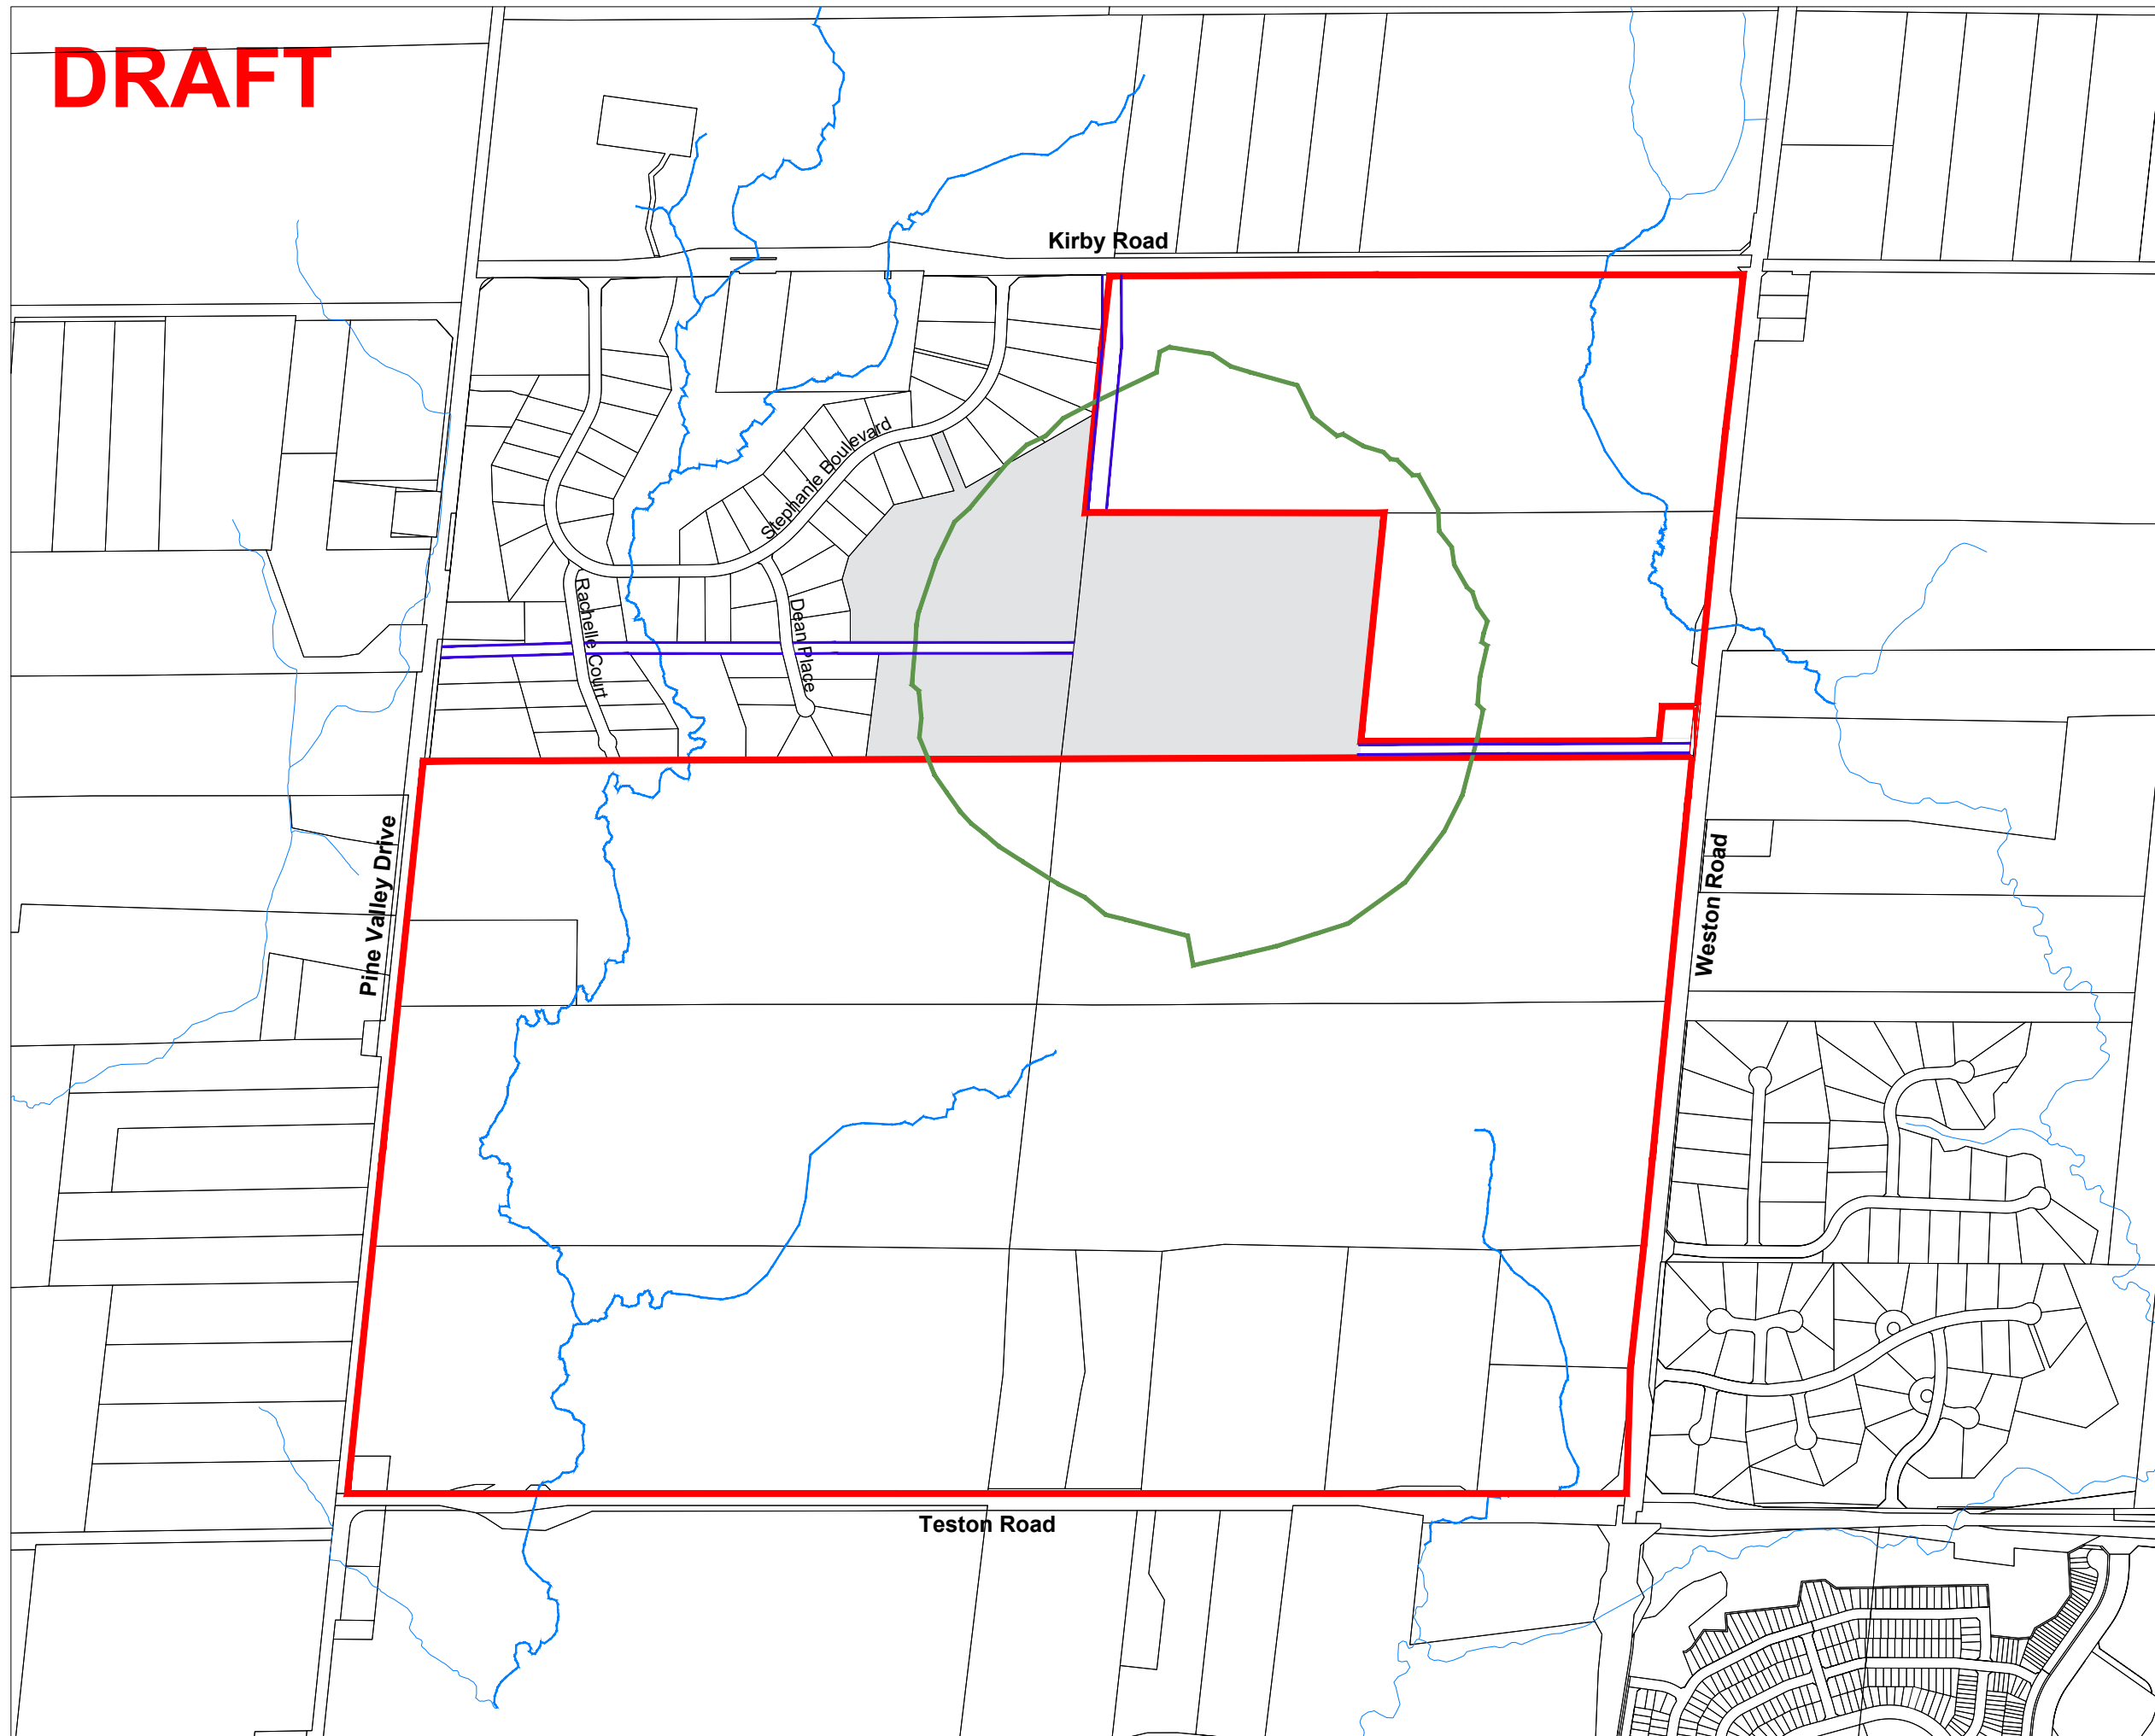 DRAFT
Kirby Road
Stephanie Boulevard
Rachelle Court
Dean Place
Pine Valley Drive
Weston Road
Teston Road